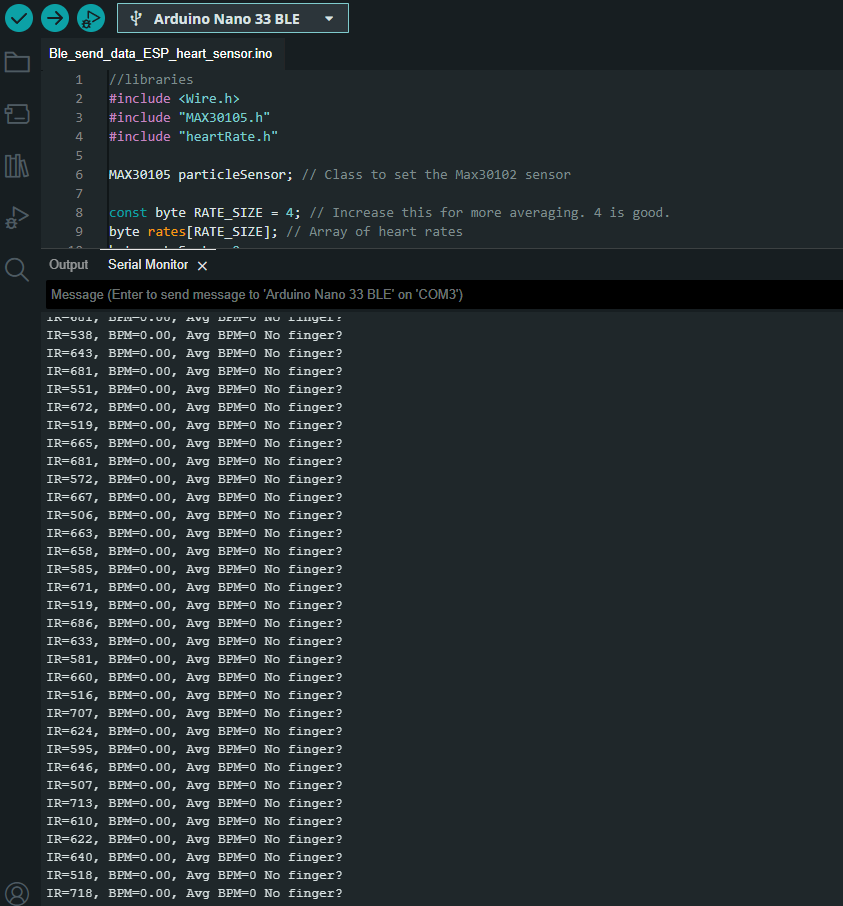 Arduino Nano 33 BLE
Ble_send_data_ESP_heart_sensor.ino
1 //libraries
2 #include <Wire.h>
3 #include "MAX30105.h"
4 #include "heartRate.h"
5
6 MAX30105 particleSensor; // Class to set the Max30102 sensor
7
8 const byte RATE_SIZE = 4; // Increase this for more averaging. 4 is good.
9 byte rates[RATE_SIZE]; // Array of heart rates
Output Serial Monitor
Message (Enter to send message to 'Arduino Nano 33 BLE' on 'COM3')
IR=681, BPM=0.00, Avg BPM=0 No finger?
IR=538, BPM=0.00, Avg BPM=0 No finger?
IR=643, BPM=0.00, Avg BPM=0 No finger?
IR=681, BPM=0.00, Avg BPM=0 No finger?
IR=551, BPM=0.00, Avg BPM=0 No finger?
IR=672, BPM=0.00, Avg BPM=0 No finger?
IR=519, BPM=0.00, Avg BPM=0 No finger?
IR=665, BPM=0.00, Avg BPM=0 No finger?
IR=681, BPM=0.00, Avg BPM=0 No finger?
IR=572, BPM=0.00, Avg BPM=0 No finger?
IR=667, BPM=0.00, Avg BPM=0 No finger?
IR=506, BPM=0.00, Avg BPM=0 No finger?
IR=663, BPM=0.00, Avg BPM=0 No finger?
IR=658, BPM=0.00, Avg BPM=0 No finger?
IR=585, BPM=0.00, Avg BPM=0 No finger?
IR=671, BPM=0.00, Avg BPM=0 No finger?
IR=519, BPM=0.00, Avg BPM=0 No finger?
IR=686, BPM=0.00, Avg BPM=0 No finger?
IR=633, BPM=0.00, Avg BPM=0 No finger?
IR=581, BPM=0.00, Avg BPM=0 No finger?
IR=660, BPM=0.00, Avg BPM=0 No finger?
IR=516, BPM=0.00, Avg BPM=0 No finger?
IR=707, BPM=0.00, Avg BPM=0 No finger?
IR=624, BPM=0.00, Avg BPM=0 No finger?
IR=595, BPM=0.00, Avg BPM=0 No finger?
IR=646, BPM=0.00, Avg BPM=0 No finger?
IR=507, BPM=0.00, Avg BPM=0 No finger?
IR=713, BPM=0.00, Avg BPM=0 No finger?
IR=610, BPM=0.00, Avg BPM=0 No finger?
IR=622, BPM=0.00, Avg BPM=0 No finger?
IR=640, BPM=0.00, Avg BPM=0 No finger?
IR=518, BPM=0.00, Avg BPM=0 No finger?
IR=718, BPM=0.00, Avg BPM=0 No finger?